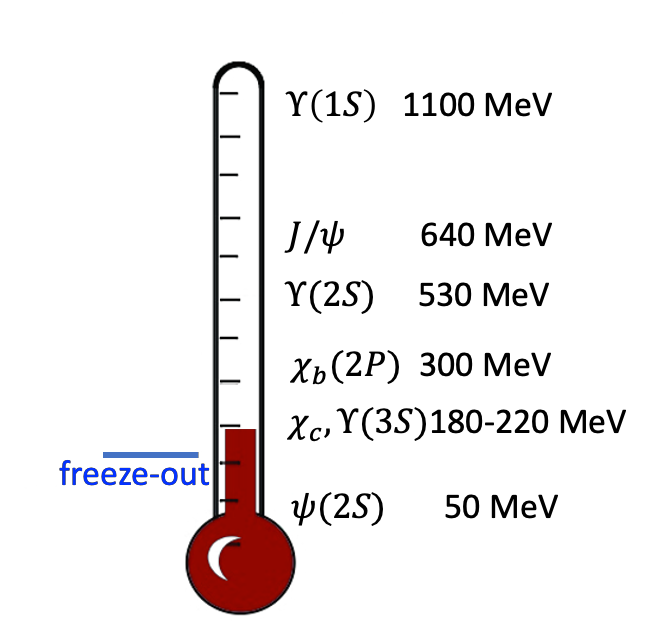 ϒ(1S) 1100 MeV
J/ψ 640 MeV
ϒ(2S) 530 MeV
χb(2P) 300 MeV
χc, ϒ(3S)180-220 MeV
freeze-out
ψ(2S) 50 MeV